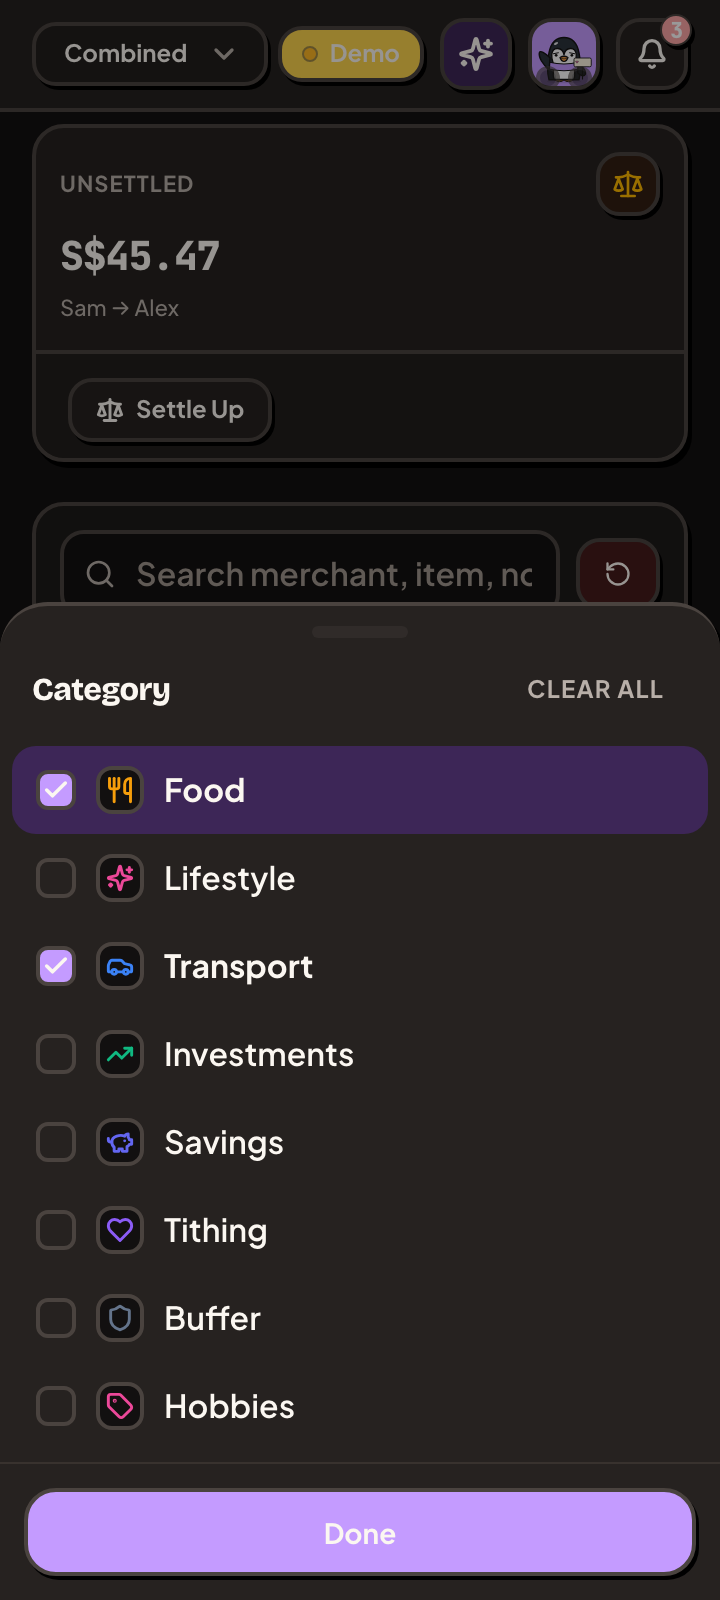 Combined
Demo
3
UNSETTLED
S$45.47
Sam → Alex
Settle Up
Search merchant, item, no
Category
CLEAR ALL
Food
Lifestyle
Transport
Investments
Savings
Tithing
Buffer
Hobbies
Done